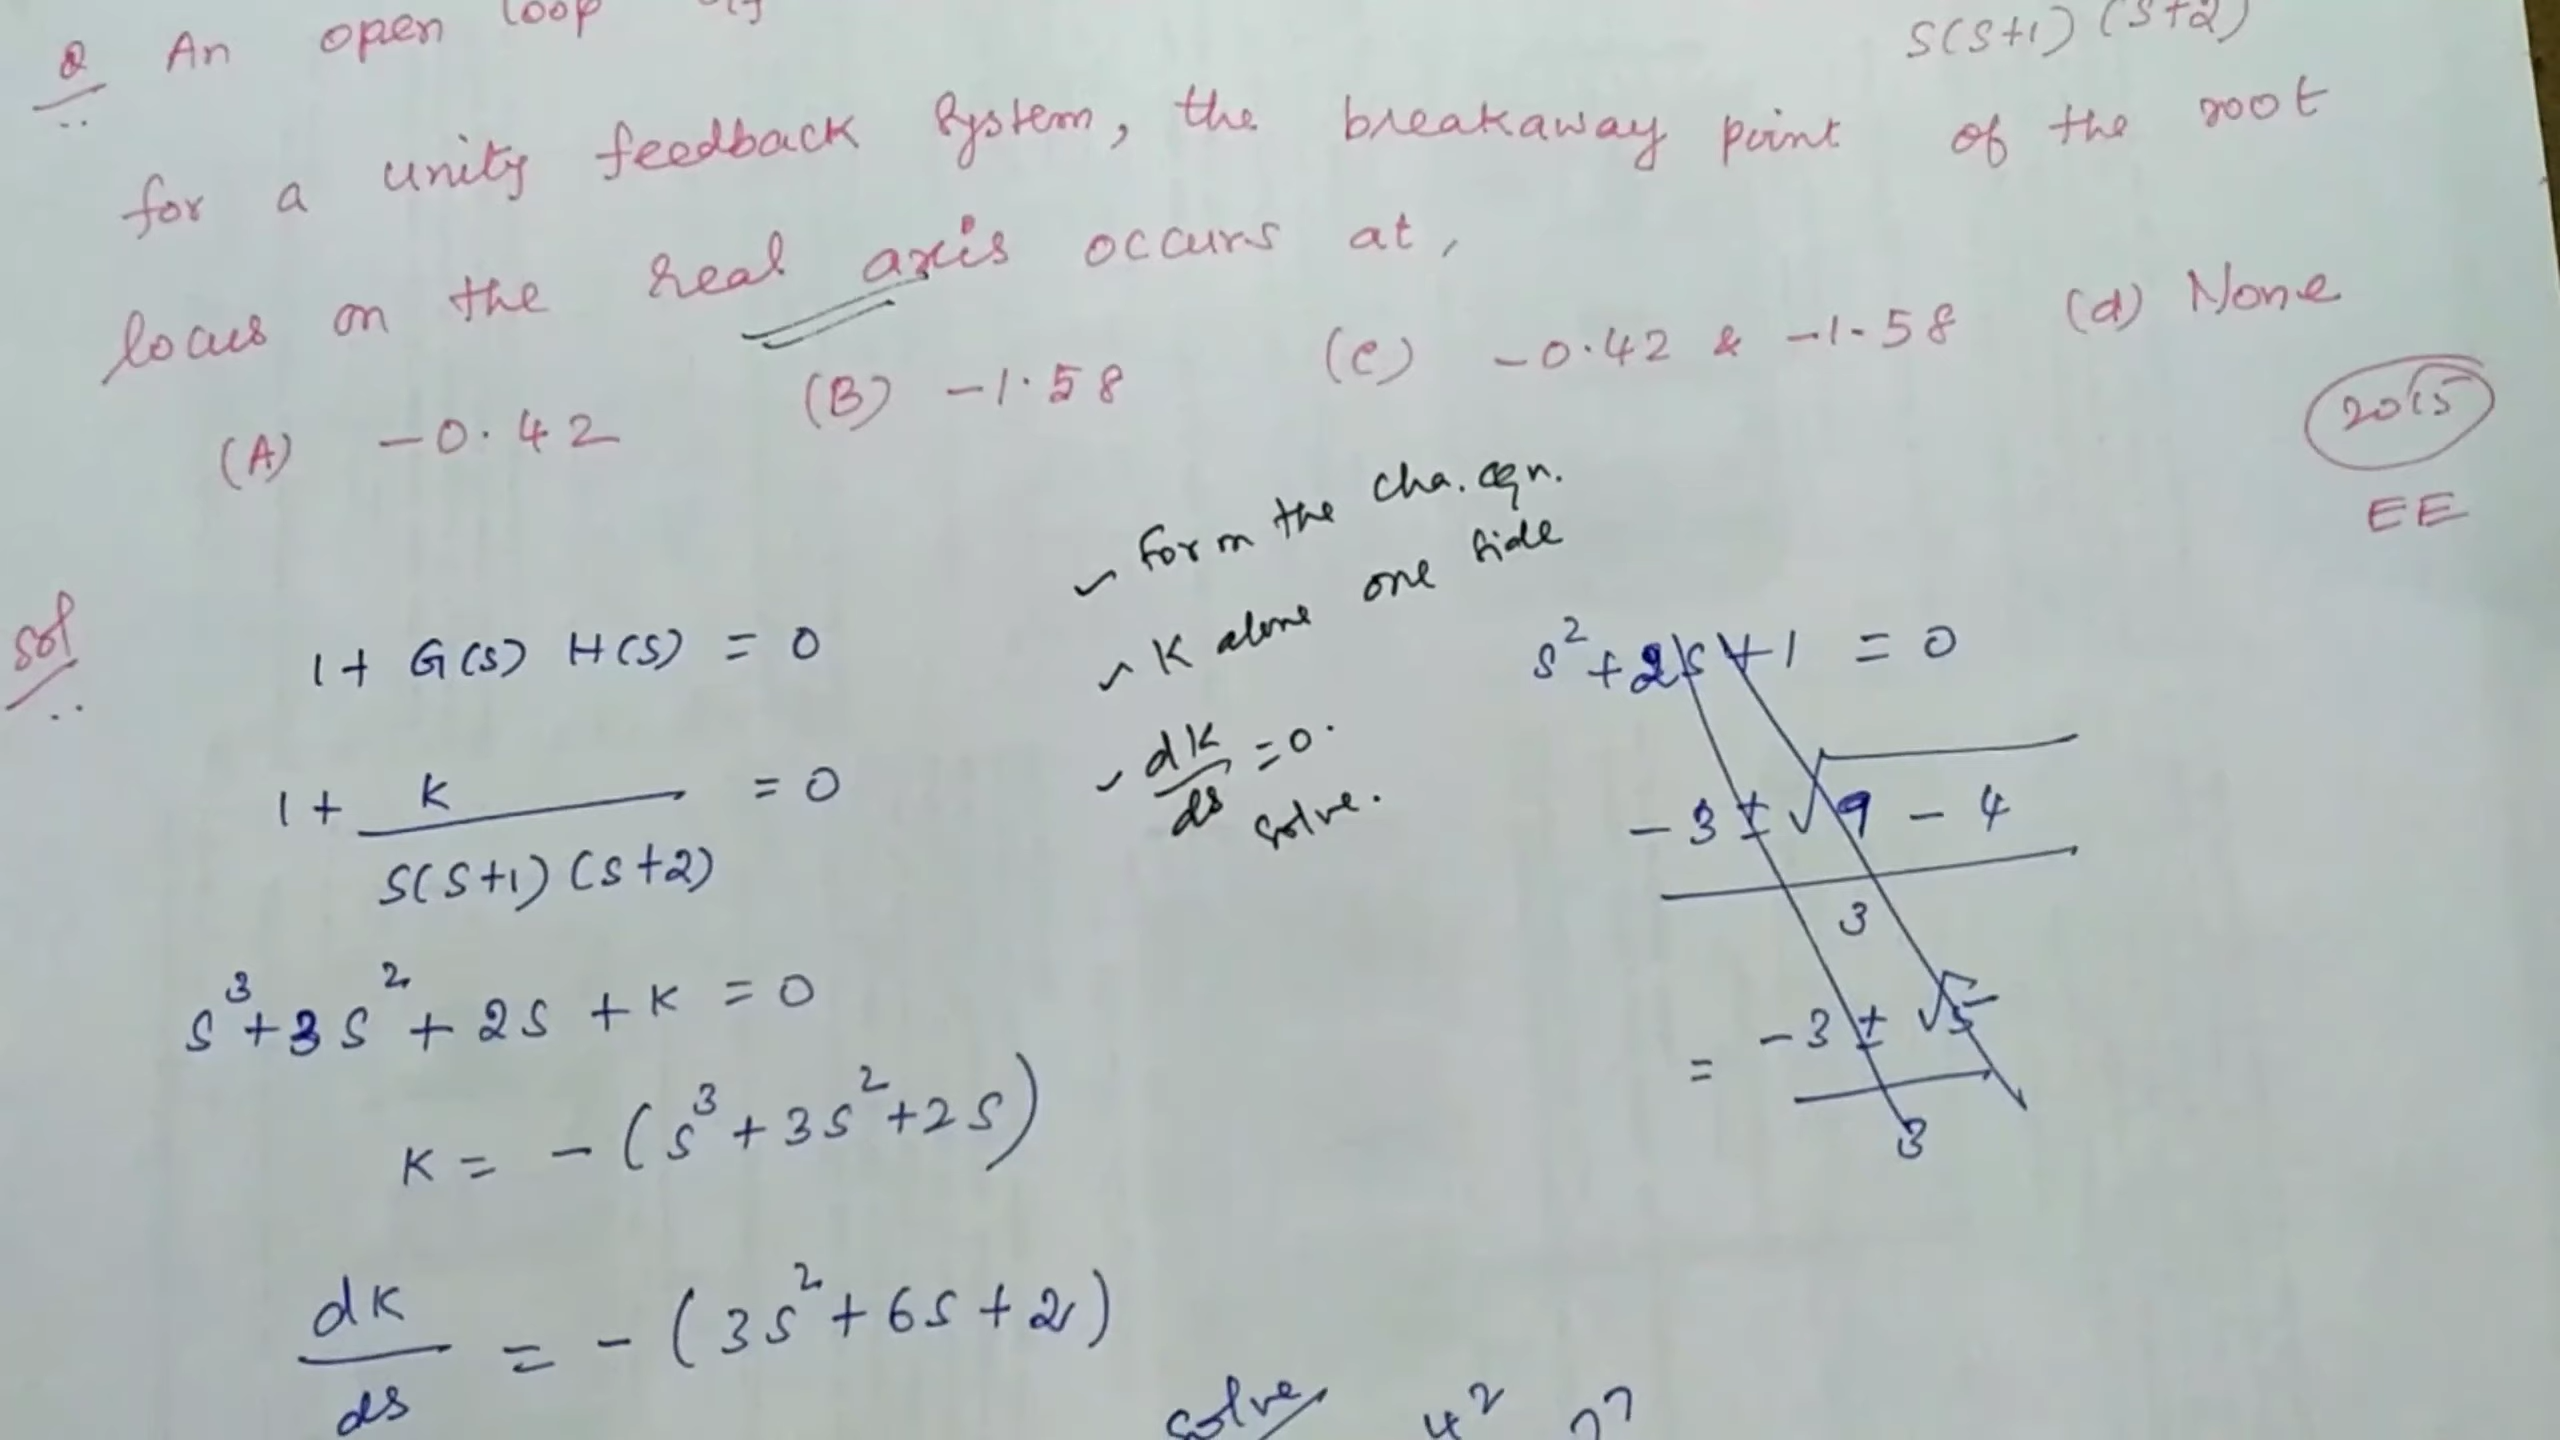 Q An open loop
S(S+1) (S+2)
for a unity feedback system, the breakaway point of the root
locus on the real axis occurs at,
(A) -0.42 (B) -1.58 (C) -0.42 & -1.58 (d) None
2015
EE
Sol
1 + G(S) H(S) = 0
1 + K / S(S+1) (S+2) = 0
S³ + 3S² + 2S + K = 0
K = - (S³ + 3S² + 2S)
dK/ds = - (3S² + 6S + 2)
✓ Form the cha. eqn.
✓ K alone one side
✓ dK/ds = 0.
solve.
S² + 2S + 1 = 0
-3 ± √9 - 4 / 3
= -3 ± √5 / 3
Solve